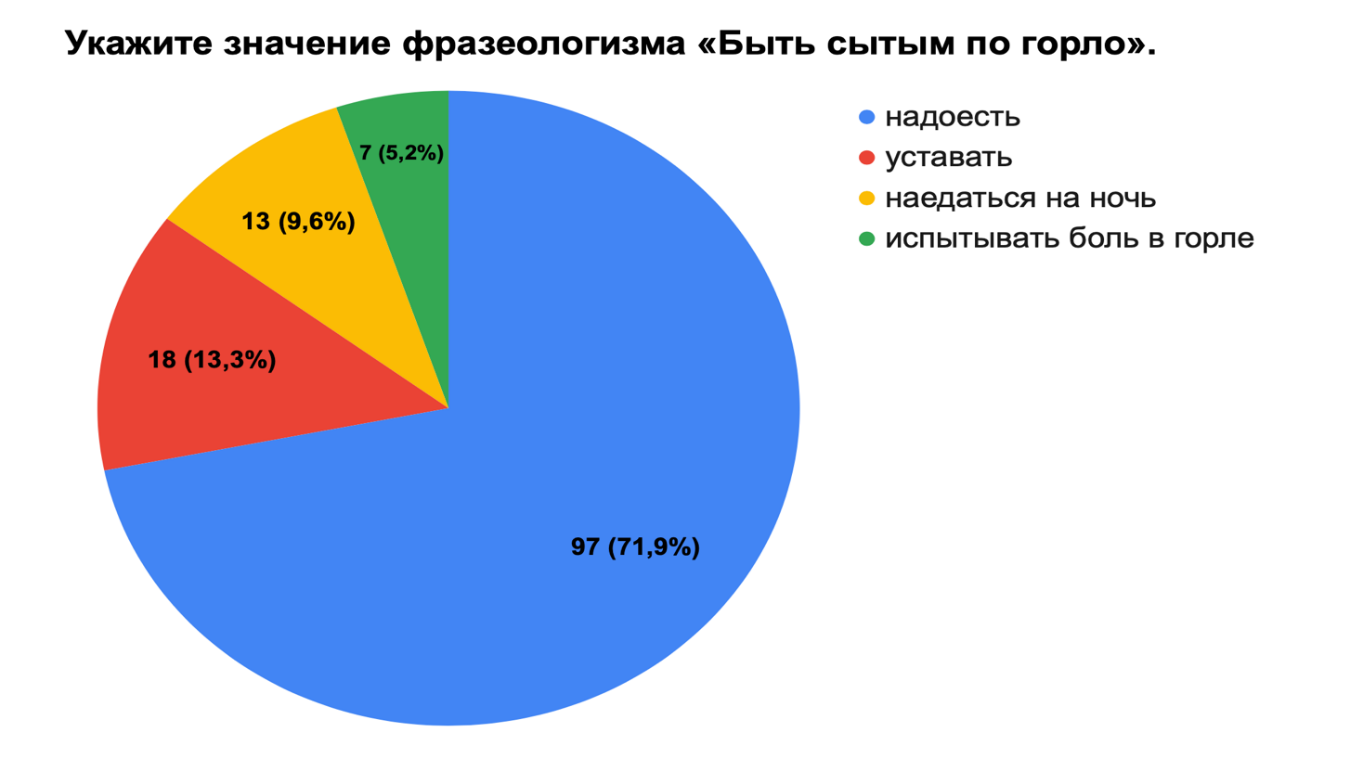 Укажите значение фразеологизма «Быть сытым по горло».
надоесть
уставать
наедаться на ночь
испытывать боль в горле
7 (5,2%)
13 (9,6%)
18 (13,3%)
97 (71,9%)